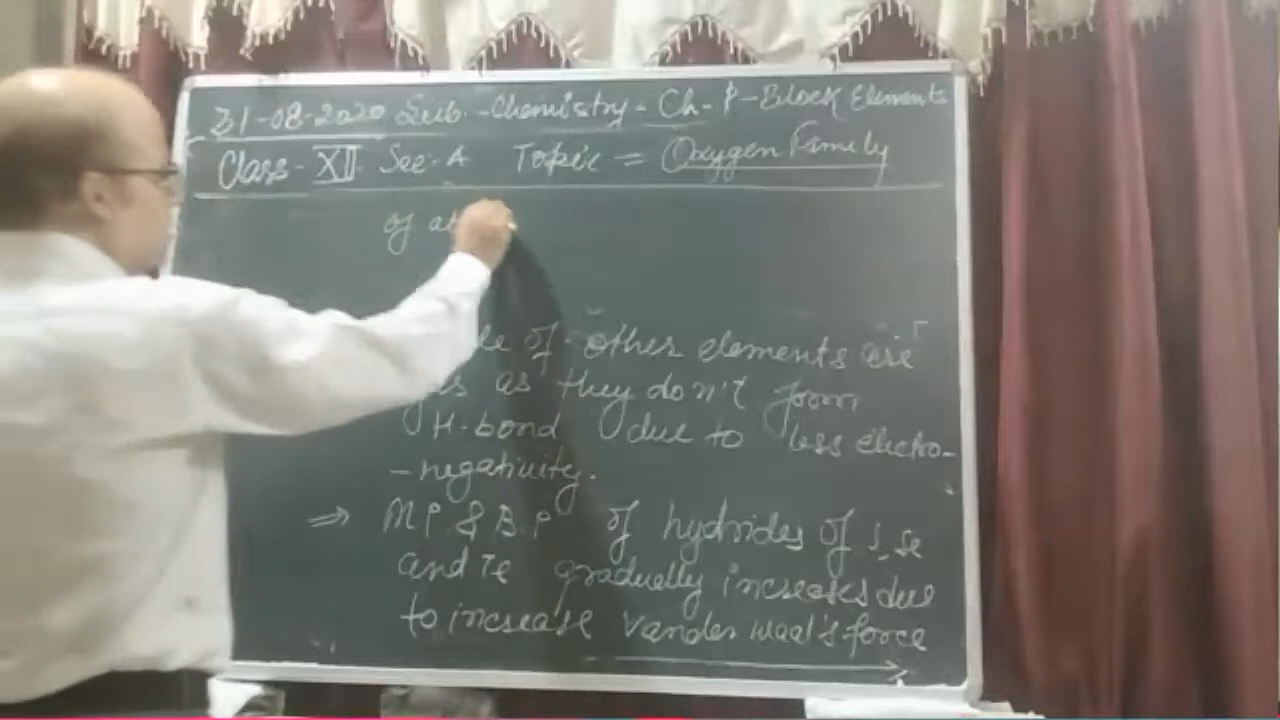 31-08-2020 Sub.-Chemistry- Ch- P-Block Elements
Class- XII Sec-A Topic = Oxygen Family
of at
of other elements are
as they don't form
H-bond due to less electro-
-negativity.
⇒ MP & B.P of hydrides of S, Se
and Te gradually increases due
to increase Vander Waal's force